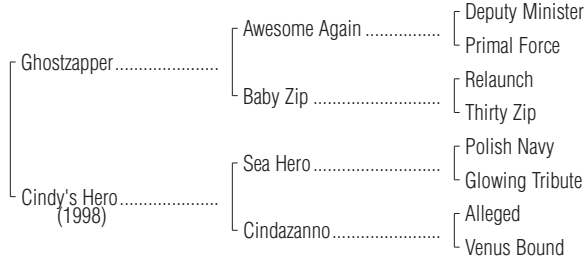 Deputy Minister
Awesome Again ..................
Primal Force
Ghostzapper......................
Relaunch
Baby Zip ..............................
Thirty Zip
Polish Navy
Sea Hero ..............................
Glowing Tribute
Cindy's Hero.....................
(1998)
Alleged
Cindazanno..........................
Venus Bound